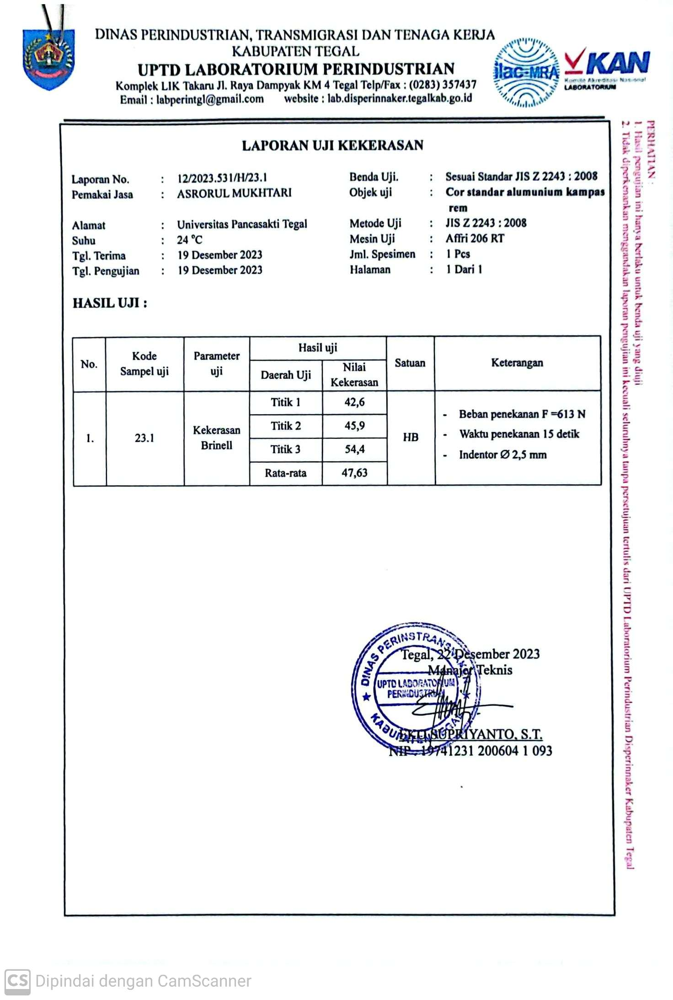 DINAS PERINDUSTRIAN, TRANSMIGRASI DAN TENAGA KERJA
KABUPATEN TEGAL
UPTD LABORATORIUM PERINDUSTRIAN
Komplek LIK Takaru Jl. Raya Dampyak KM 4 Tegal Telp/Fax : (0283) 357437
Email : labperintgl@gmail.com website : lab.disperinnaker.tegalkab.go.id
ilac-MRA
KAN
Komite Akreditasi Nasional
LABORATORIUM
LAPORAN UJI KEKERASAN
Laporan No. : 12/2023.531/H/23.1 Benda Uji. : Sesuai Standar JIS Z 2243 : 2008
Pemakai Jasa : ASRORUL MUKHTARI Objek uji : Cor standar alumunium kampas
rem
Alamat : Universitas Pancasakti Tegal Metode Uji : JIS Z 2243 : 2008
Suhu : 24 °C Mesin Uji : Affri 206 RT
Tgl. Terima : 19 Desember 2023 Jml. Spesimen : 1 Pcs
Tgl. Pengujian : 19 Desember 2023 Halaman : 1 Dari 1
HASIL UJI :
No. Kode Sampel uji Parameter uji Hasil uji Satuan Keterangan
Daerah Uji Nilai Kekerasan
1. 23.1 Kekerasan Brinell HB
Titik 1 42,6
Titik 2 45,9
Titik 3 54,4
Rata-rata 47,63
- Beban penekanan F =613 N
- Waktu penekanan 15 detik
- Indentor Ø 2,5 mm
Tegal, 22 Desember 2023
Manajer Teknis
DINAS PERINSTRANSNAKER
UPTD LABORATORIUM
PERINDUSTRIAN
KABUPATEN TEGAL
SUPRIYANTO, S.T.
NIP . 19741231 200604 1 093
PERHATIAN :
1. Hasil pengujian ini hanya berlaku untuk benda uji yang diuji
2. Tidak diperkenankan menggandakan laporan pengujian ini kecuali seluruhnya tanpa persetujuan tertulis dari UPTD Laboratorium Perindustrian Disperinnaker Kabupaten Tegal
CS Dipindai dengan CamScanner